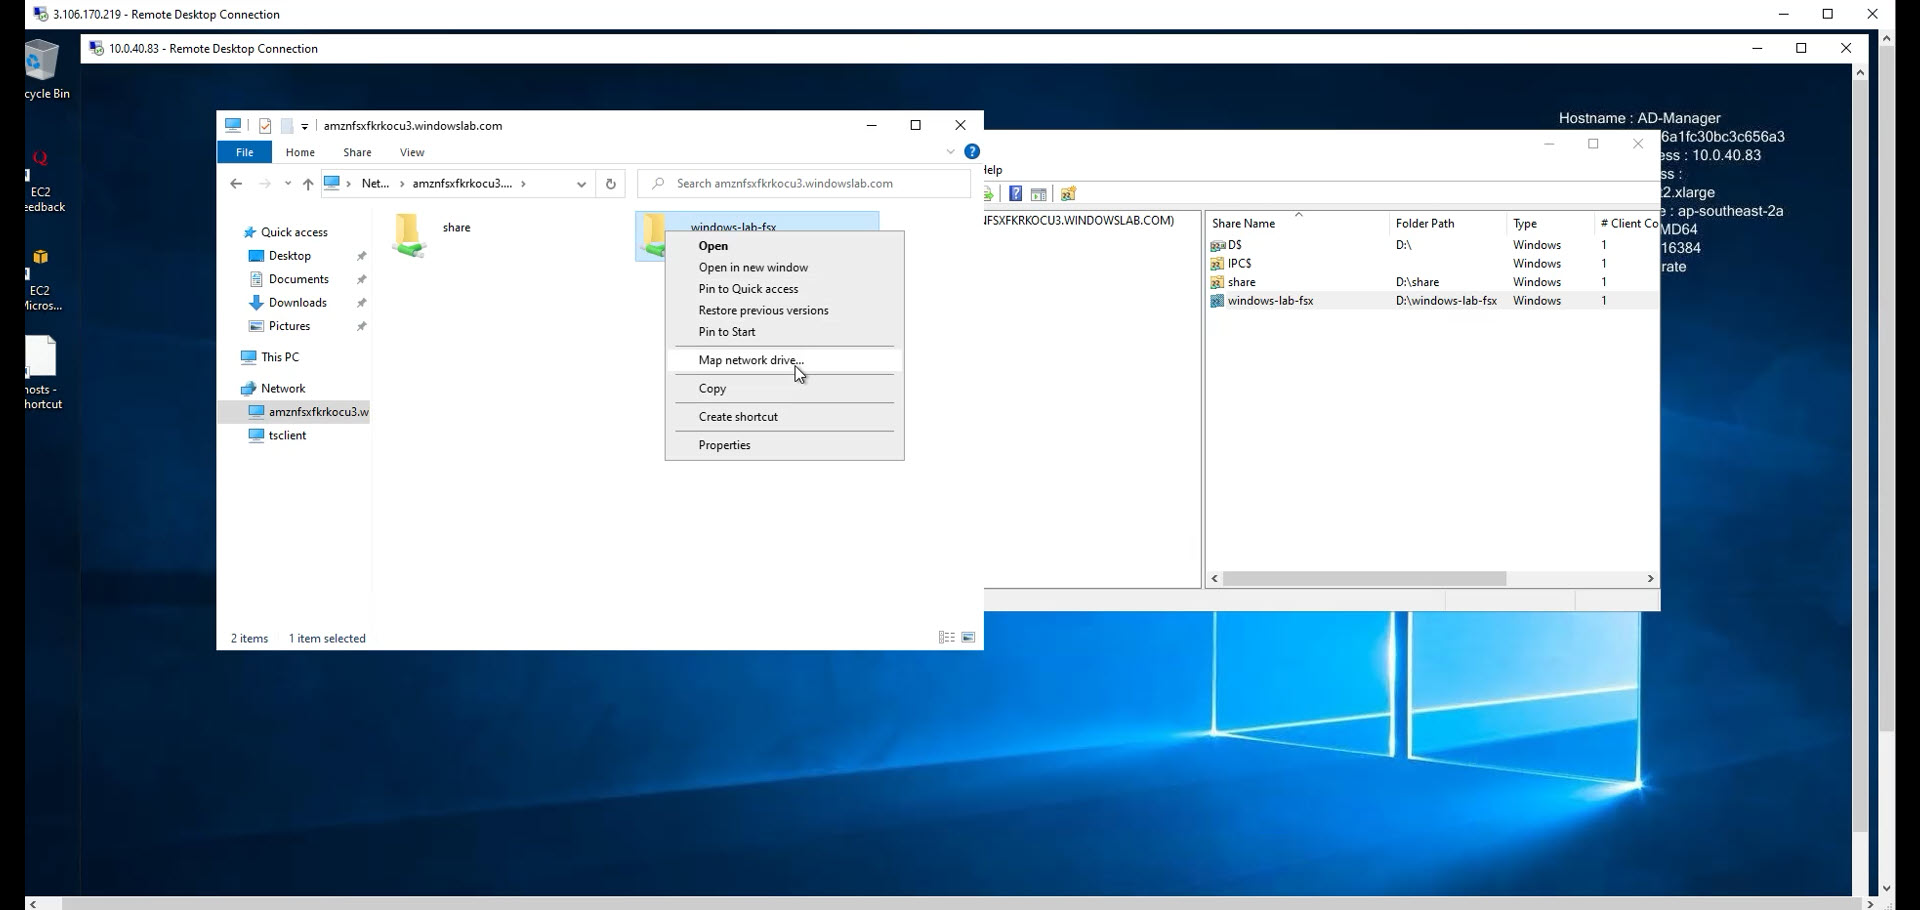 3.106.170.219 - Remote Desktop Connection
10.0.40.83 - Remote Desktop Connection
cycle Bin
EC2
eedback
EC2
Micros...
hosts -
hortcut
Hostname : AD-Manager
6a1fc30bc3c656a3
ess : 10.0.40.83
ss :
t2.xlarge
e : ap-southeast-2a
MD64
16384
rate
amznfsxfkrkocu3.windowslab.com
File
Home
Share
View
Net...
amznfsxfkrkocu3....
Search amznfsxfkrkocu3.windowslab.com
Quick access
Desktop
Documents
Downloads
Pictures
This PC
Network
amznfsxfkrkocu3.w
tsclient
share
windows-lab-fsx
Open
Open in new window
Pin to Quick access
Restore previous versions
Pin to Start
Map network drive...
Copy
Create shortcut
Properties
2 items
1 item selected
Help
NFSXFKRKOCU3.WINDOWSLAB.COM)
Share Name Folder Path Type # Client Co
D$ D:\ Windows 1
IPC$ Windows 1
share D:\share Windows 1
windows-lab-fsx D:\windows-lab-fsx Windows 1